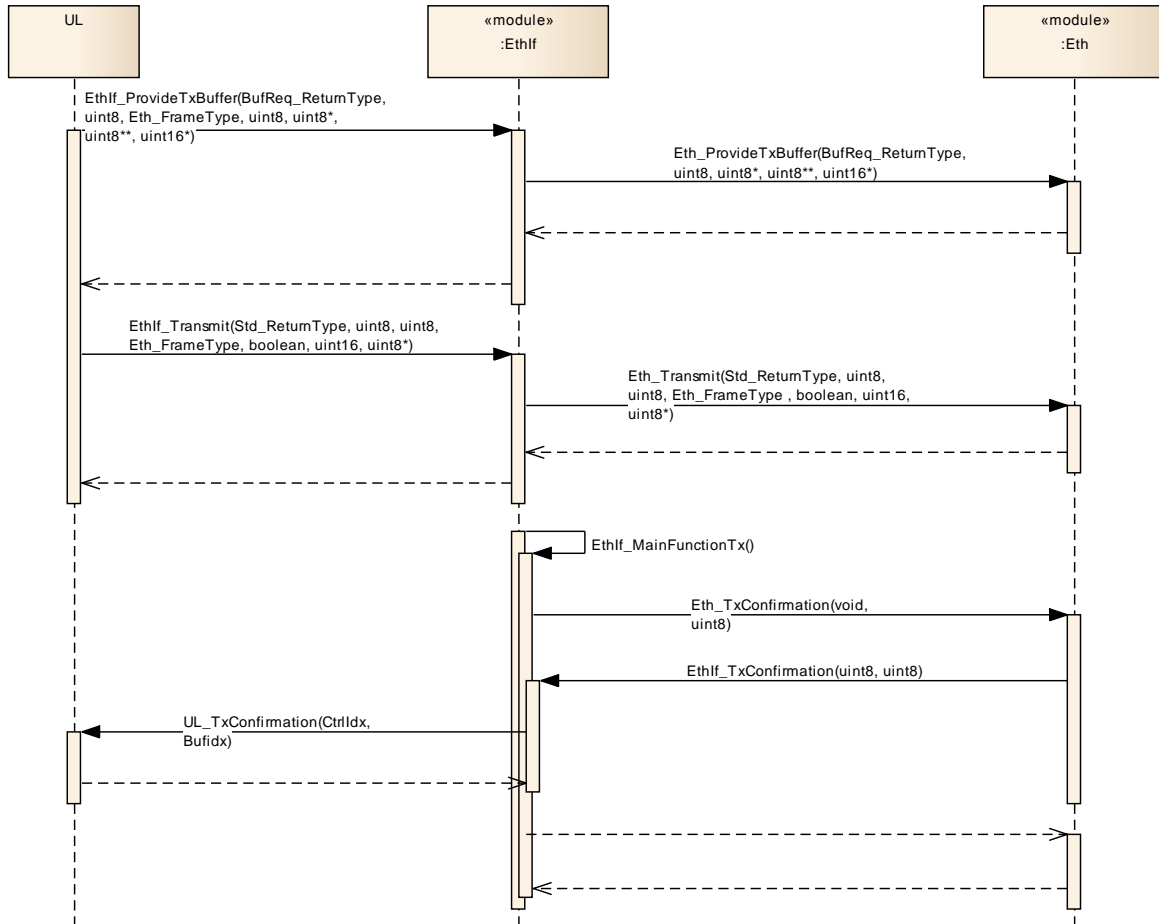 UL
«module»
:EthIf
«module»
:Eth
EthIf_ProvideTxBuffer(BufReq_ReturnType,
uint8, Eth_FrameType, uint8, uint8*,
uint8**, uint16*)
Eth_ProvideTxBuffer(BufReq_ReturnType,
uint8, uint8*, uint8**, uint16*)
EthIf_Transmit(Std_ReturnType, uint8, uint8,
Eth_FrameType, boolean, uint16, uint8*)
Eth_Transmit(Std_ReturnType, uint8,
uint8, Eth_FrameType , boolean, uint16,
uint8*)
EthIf_MainFunctionTx()
Eth_TxConfirmation(void,
uint8)
EthIf_TxConfirmation(uint8, uint8)
UL_TxConfirmation(CtrlIdx,
Bufidx)